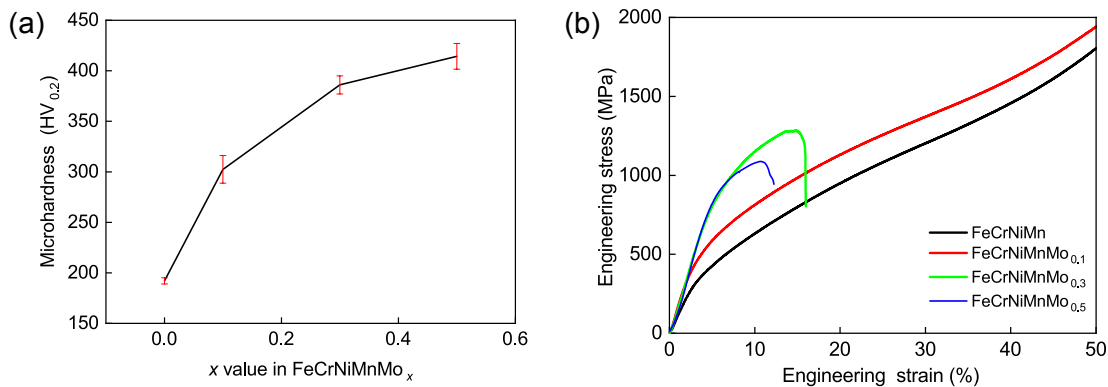 (a)
450
400
350
300
250
200
150
0.0 0.2 0.4 0.6
Microhardness (HV0.2)
x value in FeCrNiMnMox
(b)
2000
1500
1000
500
0
0 10 20 30 40 50
Engineering stress (MPa)
Engineering strain (%)
FeCrNiMn
FeCrNiMnMo0.1
FeCrNiMnMo0.3
FeCrNiMnMo0.5